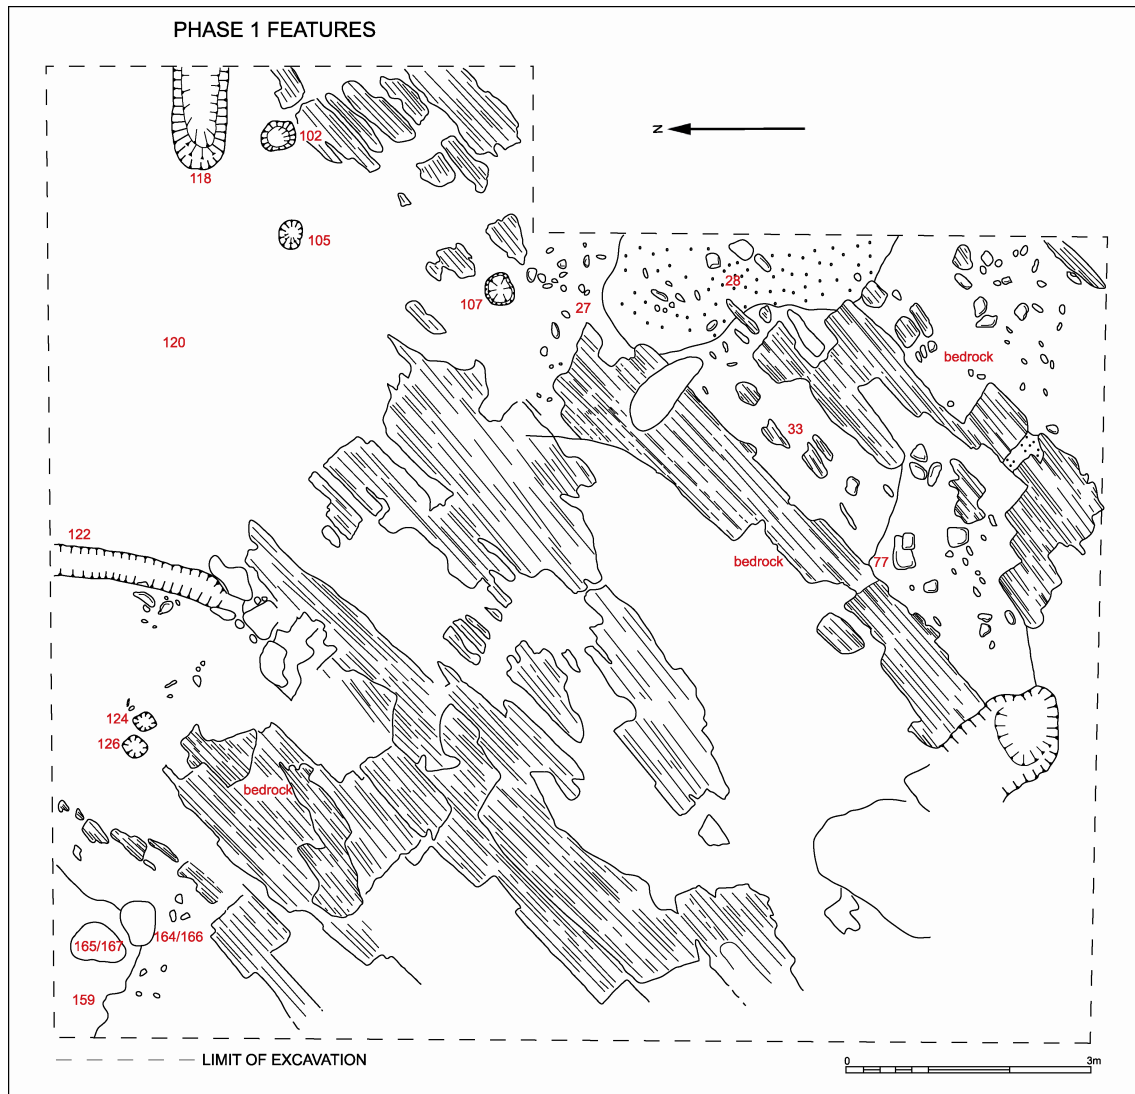 PHASE 1 FEATURES
102
N
118
105
28
107
27
120
bedrock
33
122
bedrock
77
124
126
bedrock
164/166
165/167
159
LIMIT OF EXCAVATION
0
3m